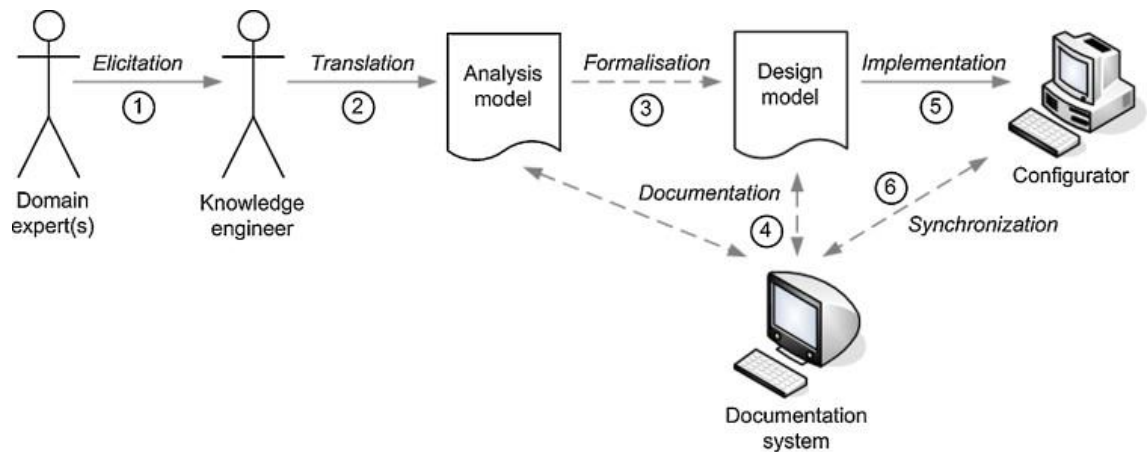 Elicitation
1
Translation
2
Analysis
model
Formalisation
3
Design
model
Implementation
5
Domain
expert(s)
Knowledge
engineer
Documentation
4
6
Synchronization
Configurator
Documentation
system